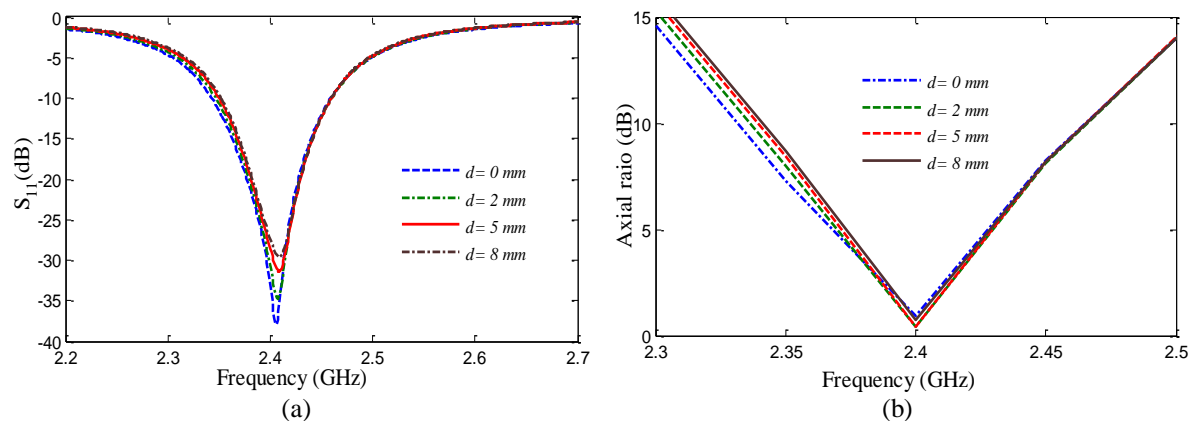 0
-5
-10
-15
-20
-25
-30
-35
-40
S11(dB)
d= 0 mm
d= 2 mm
d= 5 mm
d= 8 mm
2.2 2.3 2.4 2.5 2.6 2.7
Frequency (GHz)
(a)
15
10
5
0
Axial raio (dB)
d= 0 mm
d= 2 mm
d= 5 mm
d= 8 mm
2.3 2.35 2.4 2.45 2.5
Frequency (GHz)
(b)